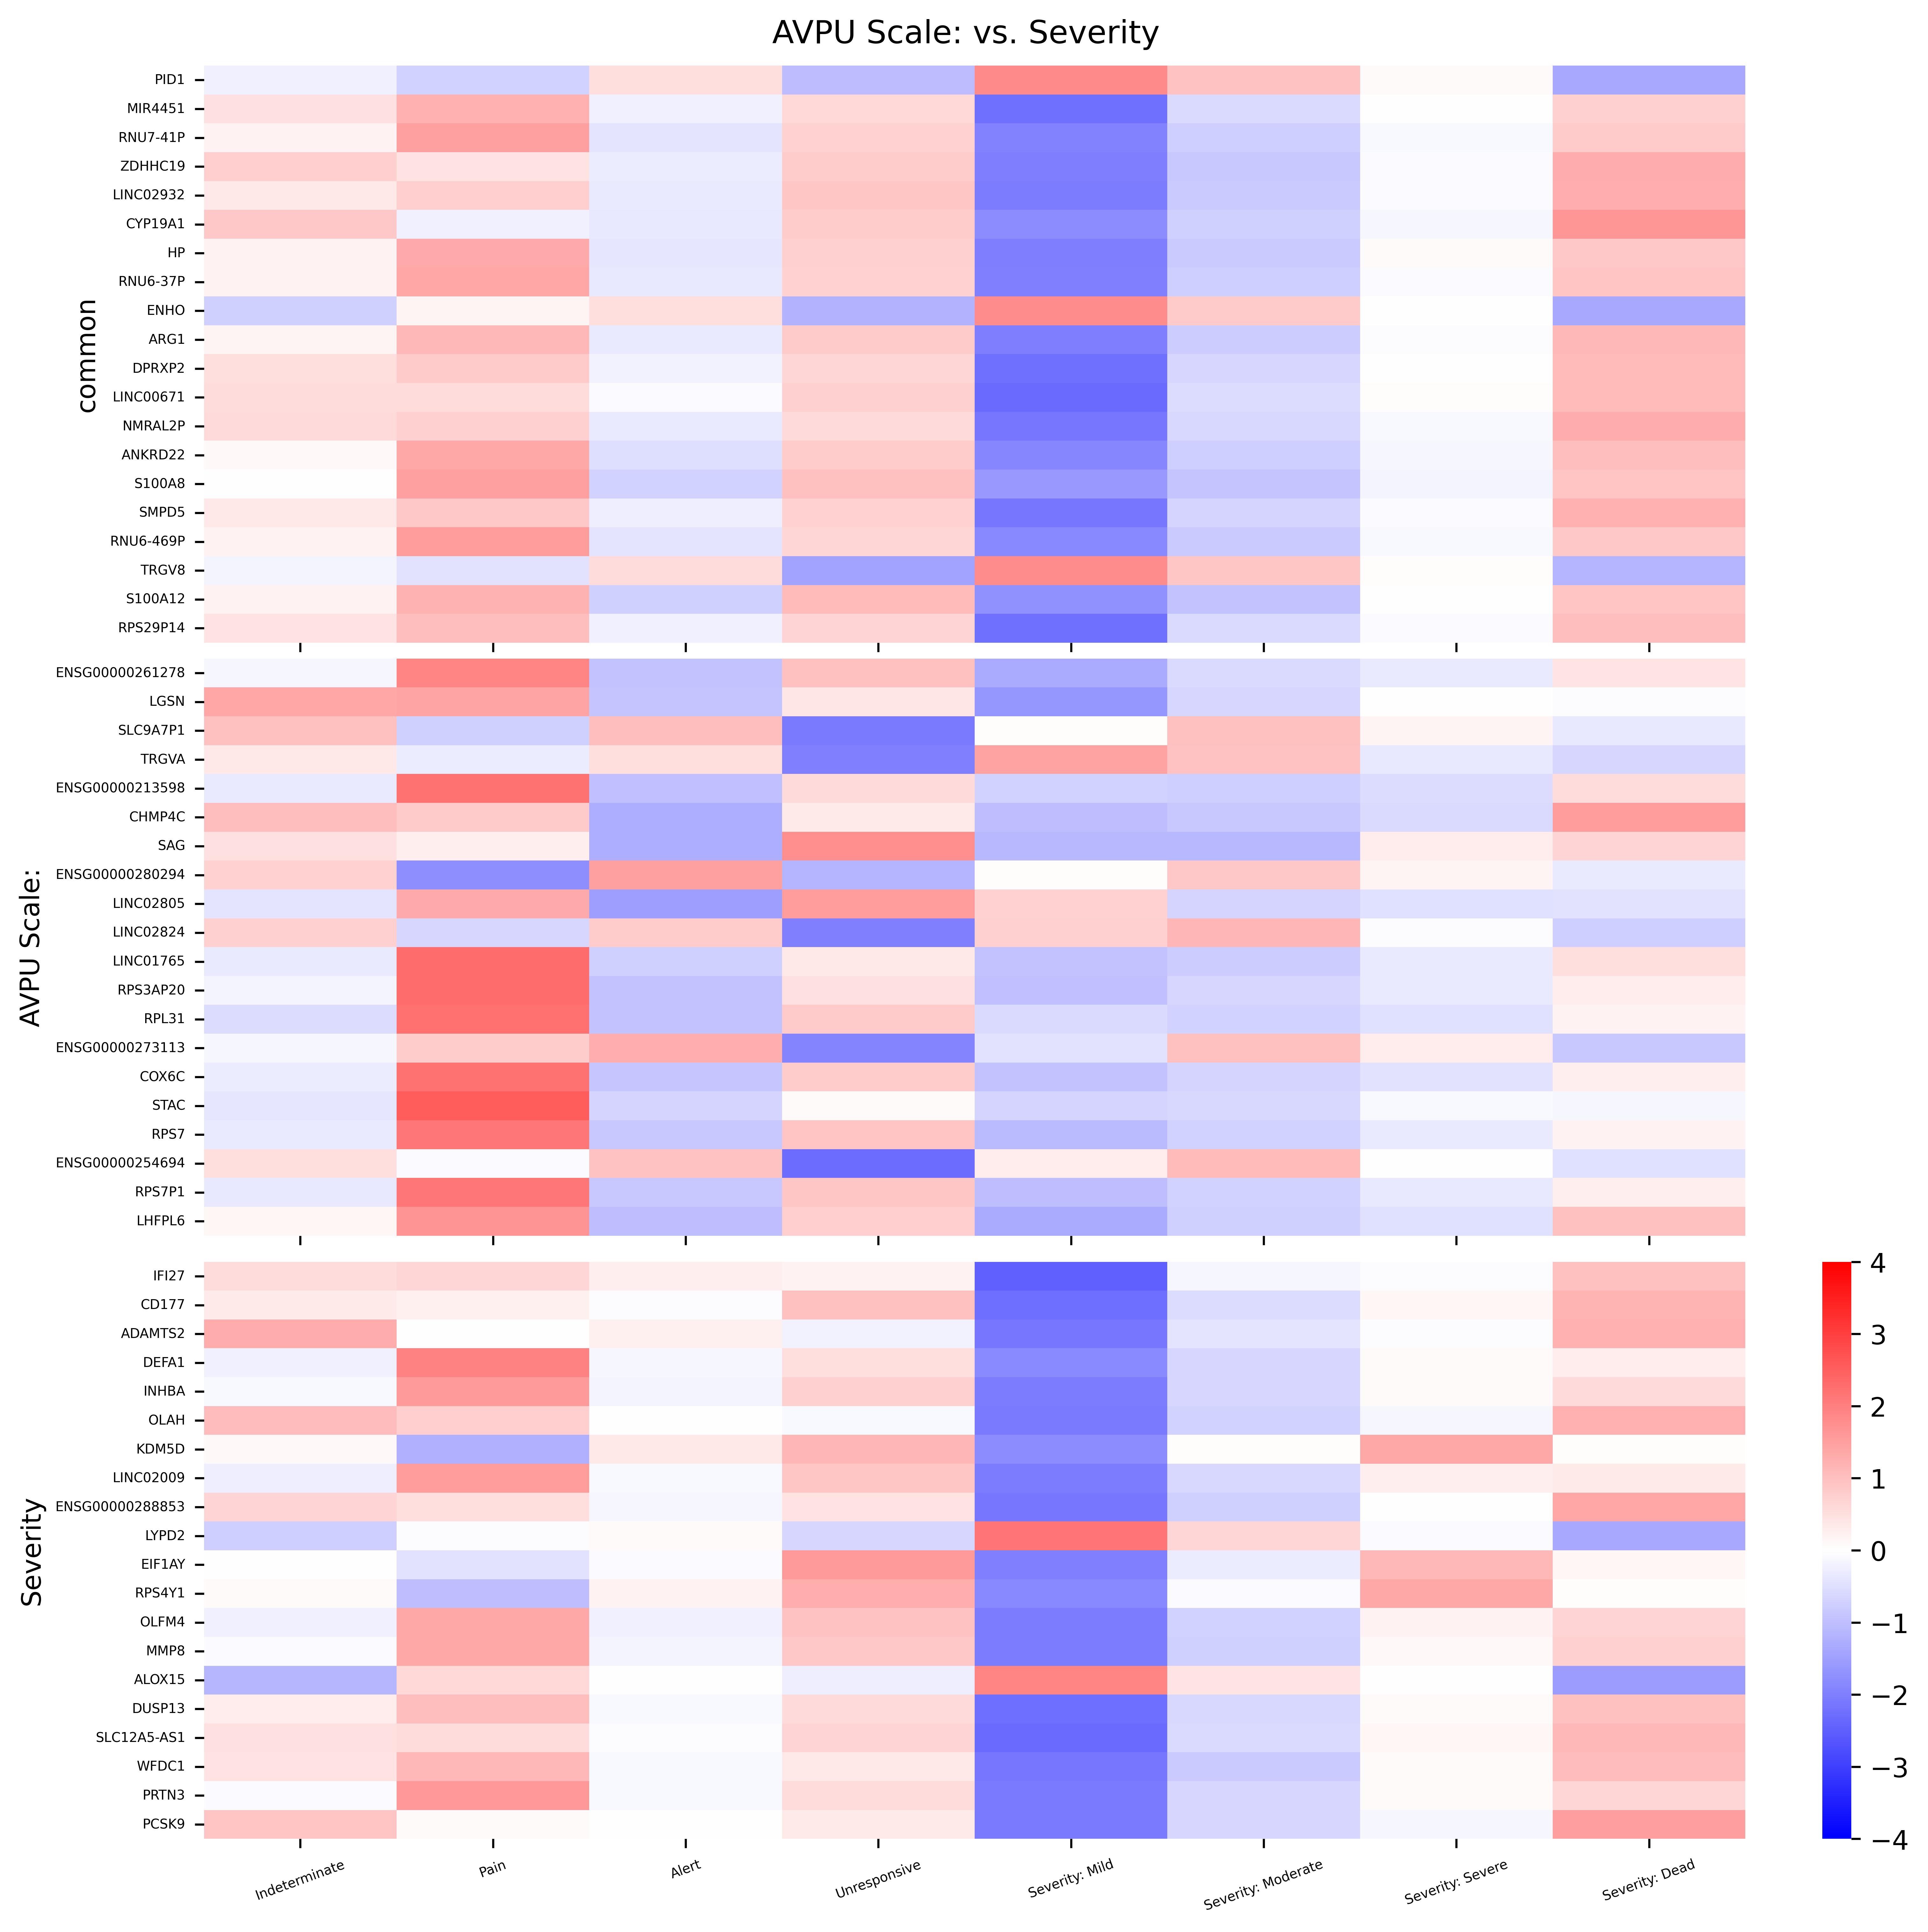 AVPU Scale: vs. Severity
common
PID1
MIR4451
RNU7-41P
ZDHHC19
LINC02932
CYP19A1
HP
RNU6-37P
ENHO
ARG1
DPRXP2
LINC00671
NMRAL2P
ANKRD22
S100A8
SMPD5
RNU6-469P
TRGV8
S100A12
RPS29P14
AVPU Scale:
ENSG00000261278
LGSN
SLC9A7P1
TRGVA
ENSG00000213598
CHMP4C
SAG
ENSG00000280294
LINC02805
LINC02824
LINC01765
RPS3AP20
RPL31
ENSG00000273113
COX6C
STAC
RPS7
ENSG00000254694
RPS7P1
LHFPL6
Severity
IFI27
CD177
ADAMTS2
DEFA1
INHBA
OLAH
KDM5D
LINC02009
ENSG00000288853
LYPD2
EIF1AY
RPS4Y1
OLFM4
MMP8
ALOX15
DUSP13
SLC12A5-AS1
WFDC1
PRTN3
PCSK9
Indeterminate
Pain
Alert
Unresponsive
Severity: Mild
Severity: Moderate
Severity: Severe
Severity: Dead
4
3
2
1
0
−1
−2
−3
−4